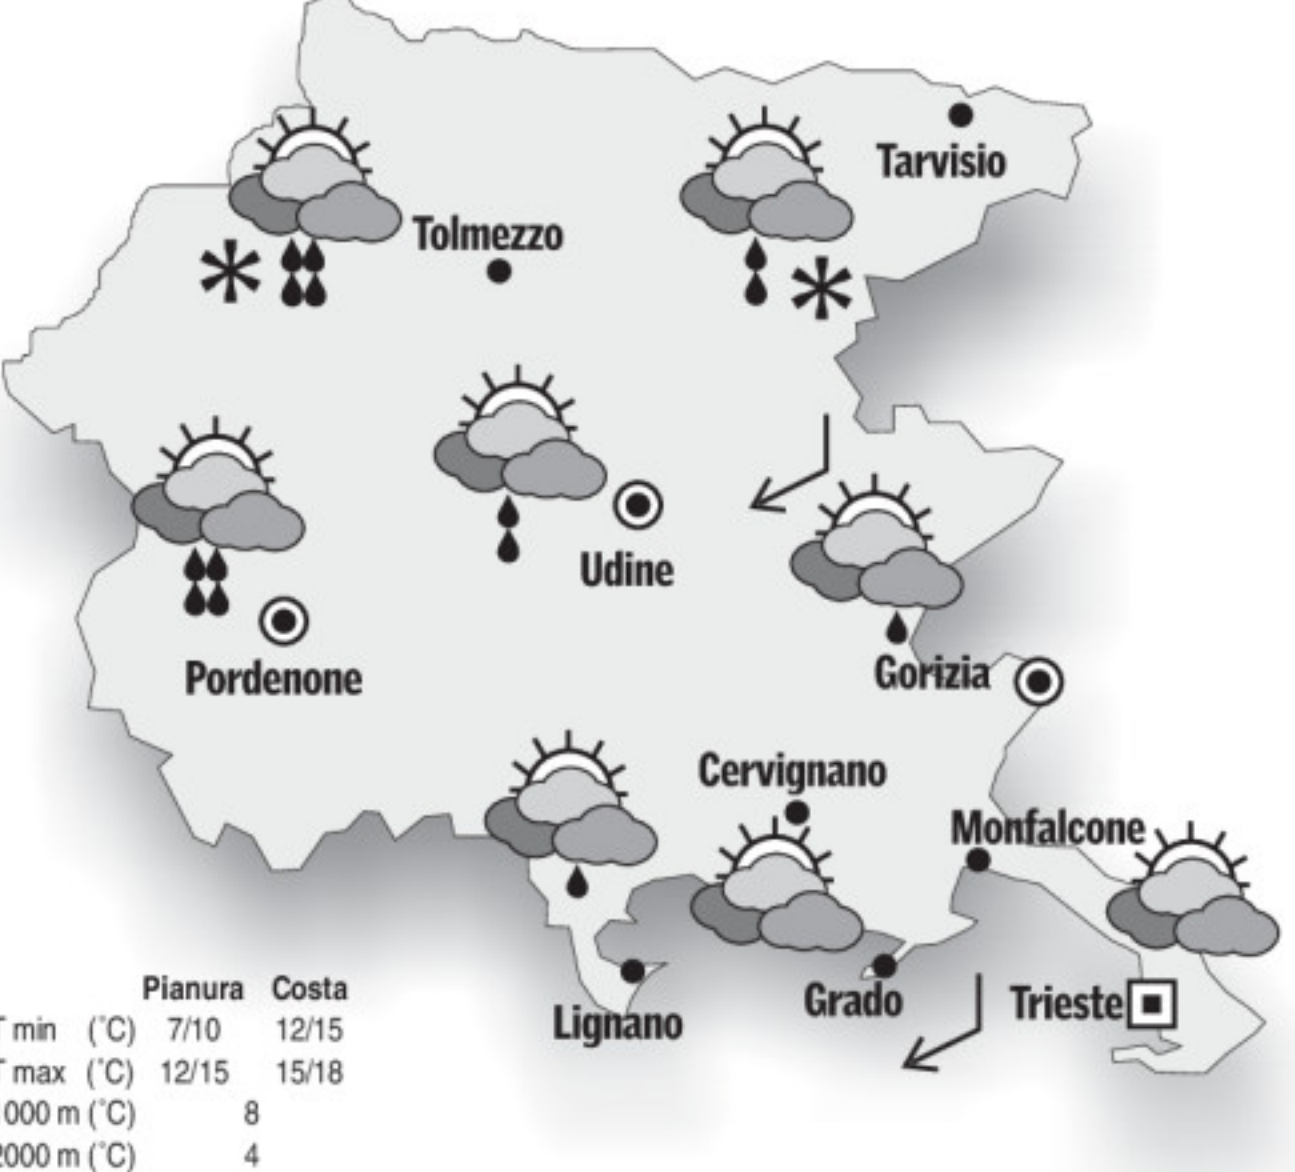 Tarvisio
Tolmezzo
Udine
Pordenone
Gorizia
Cervignano
Monfalcone
Lignano
Grado
Trieste
Pianura Costa
T min (°C) 7/10 12/15
T max (°C) 12/15 15/18
000 m (°C) 8
2000 m (°C) 4